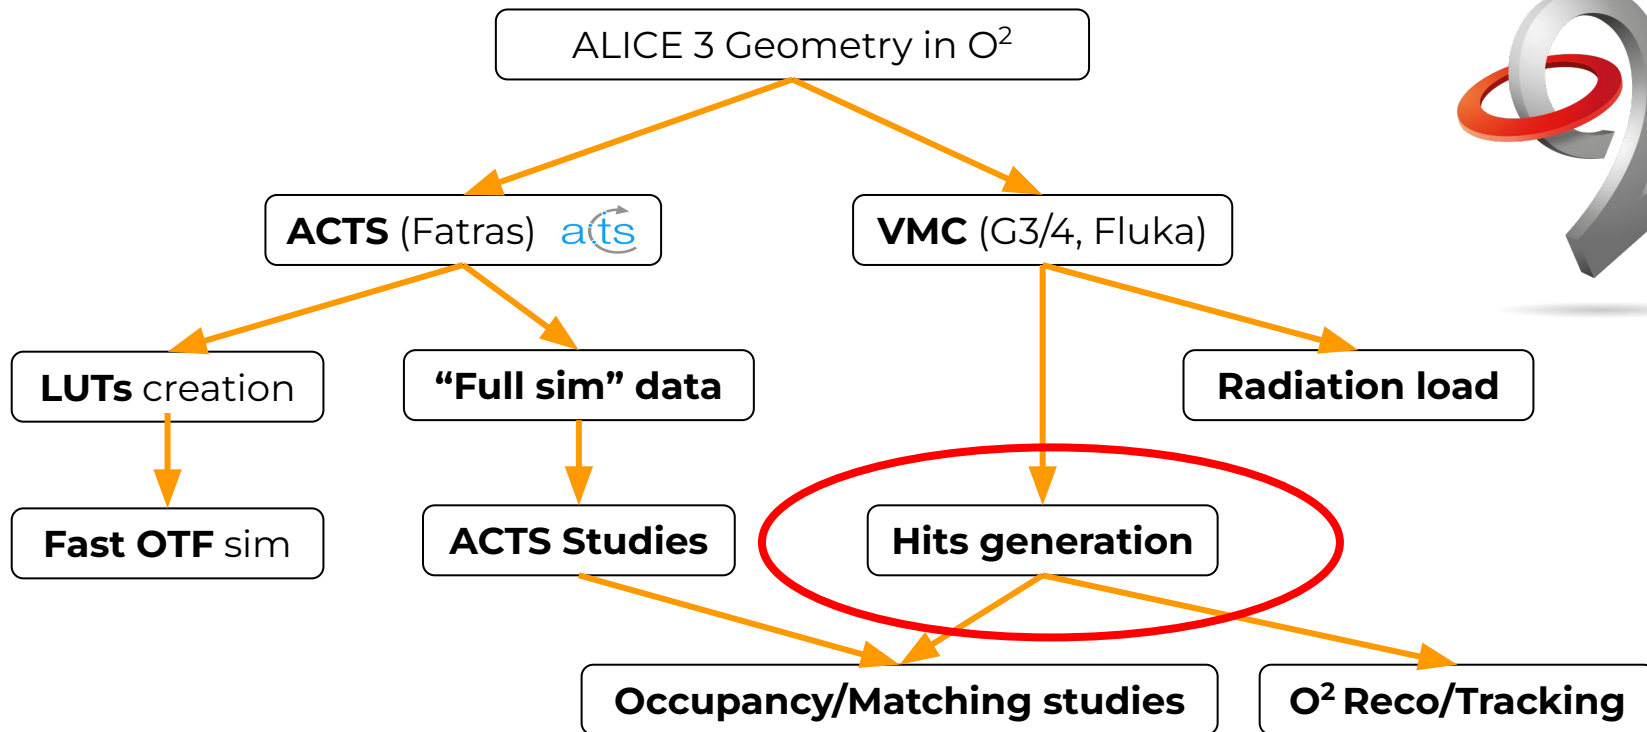 ALICE 3 Geometry in O²
ACTS (Fatras) acts
VMC (G3/4, Fluka)
LUTs creation
“Full sim” data
Radiation load
Fast OTF sim
ACTS Studies
Hits generation
Occupancy/Matching studies
O² Reco/Tracking